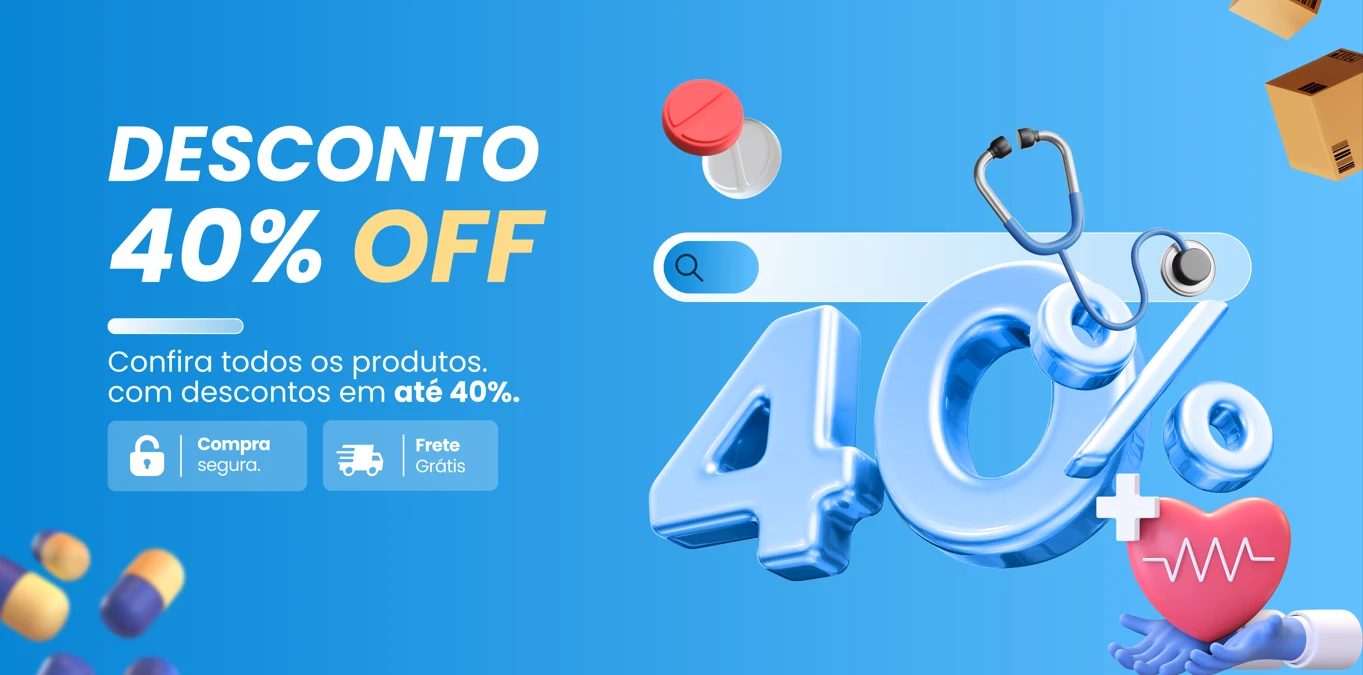 DESCONTO
40% OFF
Confira todos os produtos.
com descontos em até 40%.
Compra
segura.
Frete
Grátis
40%